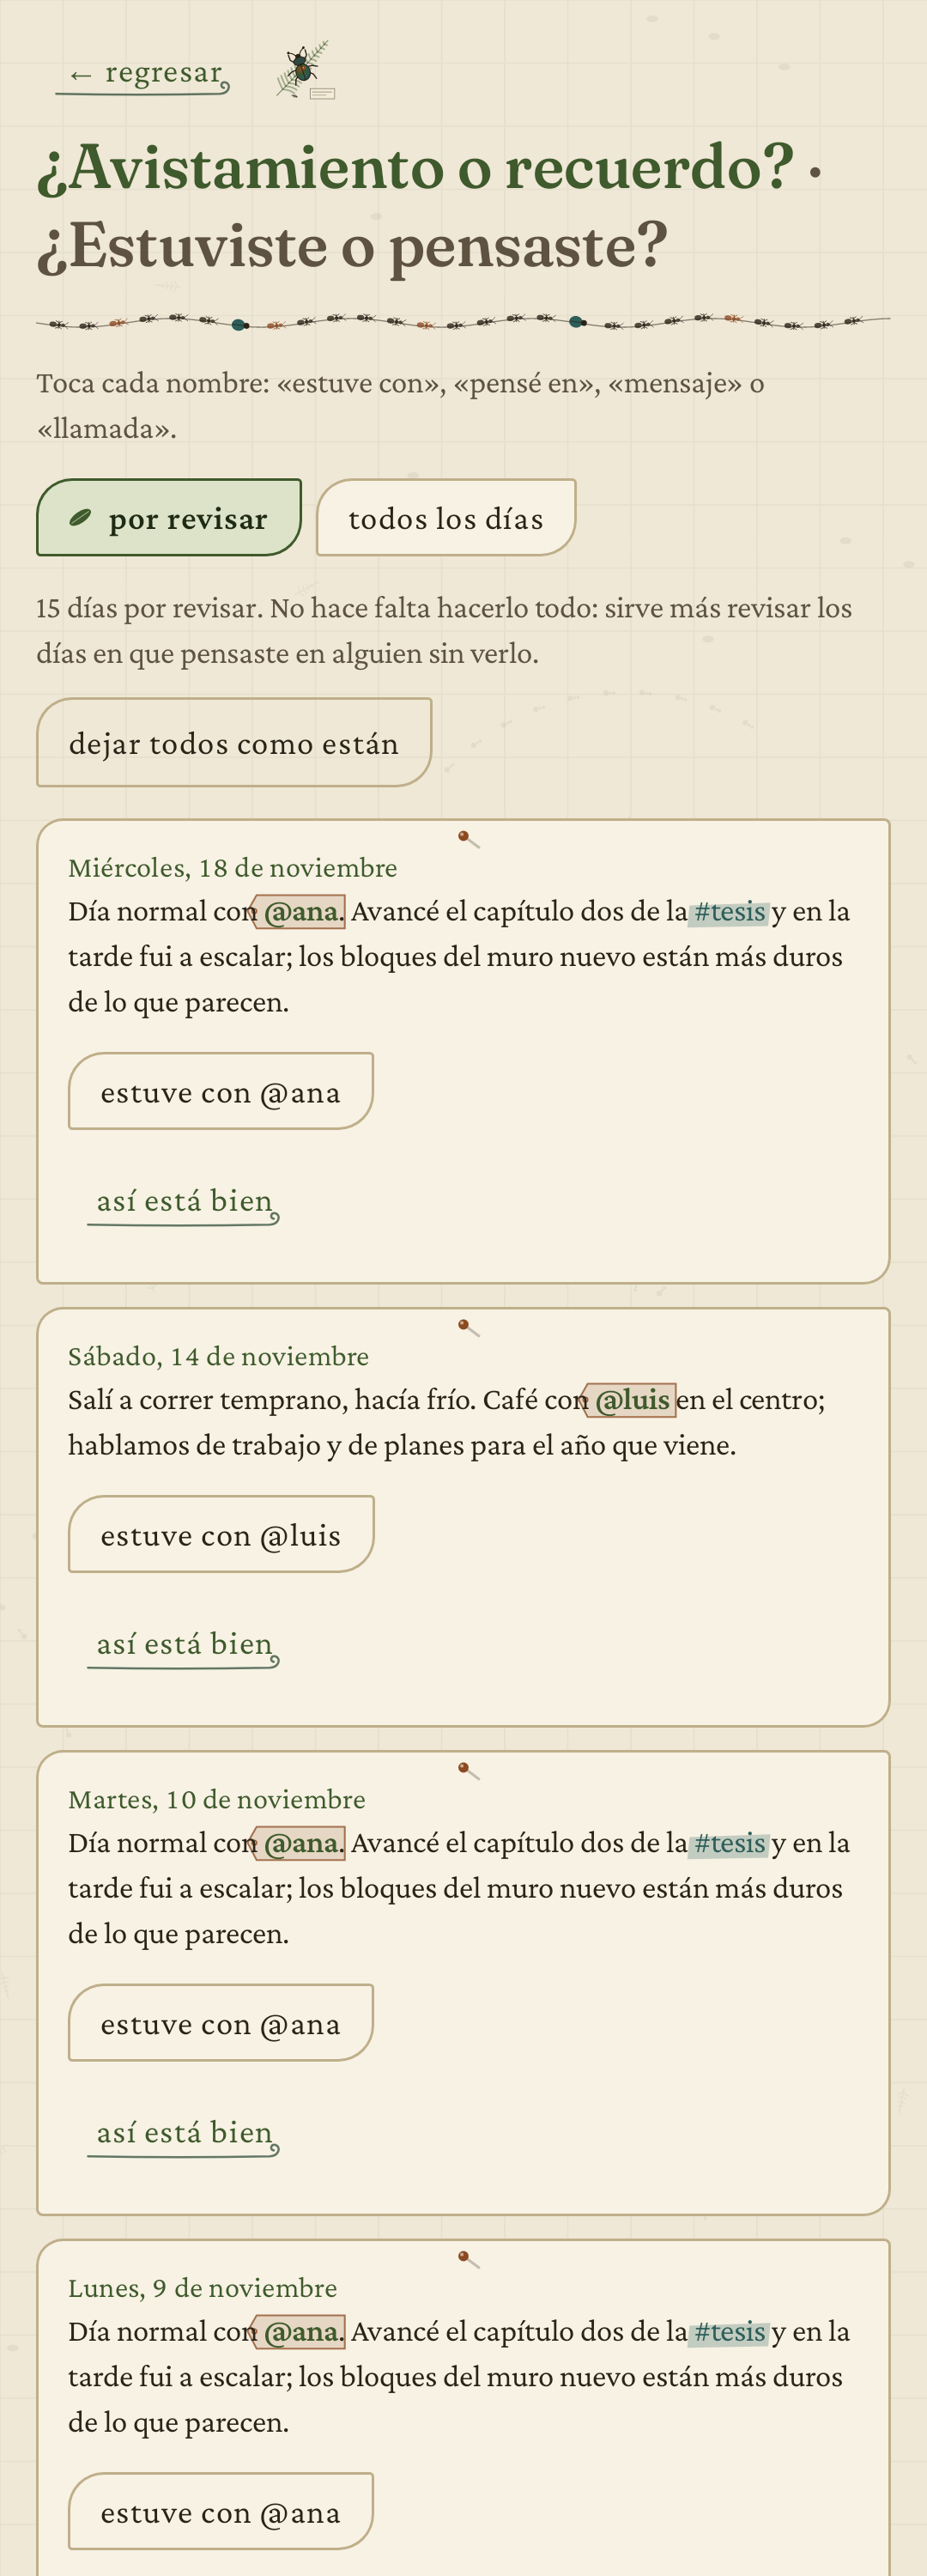 ← regresar
¿Avistamiento o recuerdo? ·
¿Estuviste o pensaste?
Toca cada nombre: «estuve con», «pensé en», «mensaje» o
«llamada».
por revisar
todos los días
15 días por revisar. No hace falta hacerlo todo: sirve más revisar los
días en que pensaste en alguien sin verlo.
dejar todos como están
Miércoles, 18 de noviembre
Día normal con @ana. Avancé el capítulo dos de la #tesis y en la
tarde fui a escalar; los bloques del muro nuevo están más duros
de lo que parecen.
estuve con @ana
así está bien
Sábado, 14 de noviembre
Salí a correr temprano, hacía frío. Café con @luis en el centro;
hablamos de trabajo y de planes para el año que viene.
estuve con @luis
así está bien
Martes, 10 de noviembre
Día normal con @ana. Avancé el capítulo dos de la #tesis y en la
tarde fui a escalar; los bloques del muro nuevo están más duros
de lo que parecen.
estuve con @ana
así está bien
Lunes, 9 de noviembre
Día normal con @ana. Avancé el capítulo dos de la #tesis y en la
tarde fui a escalar; los bloques del muro nuevo están más duros
de lo que parecen.
estuve con @ana